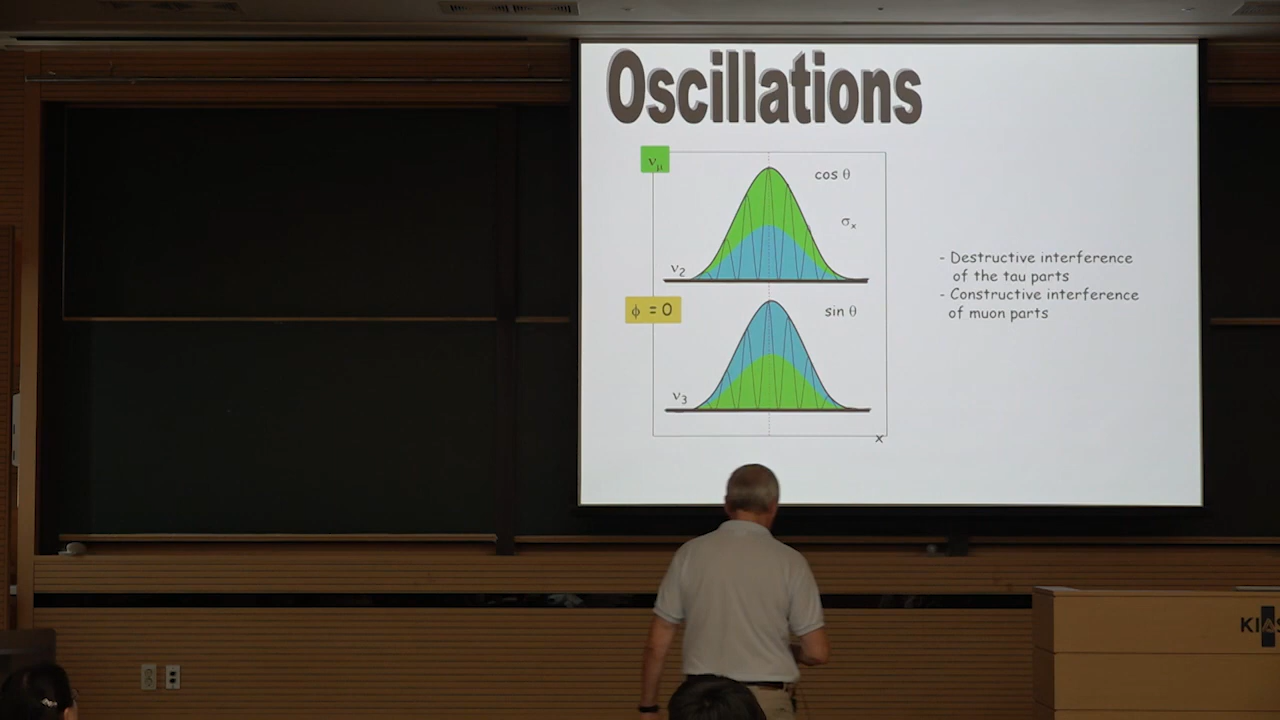 Oscillations
νμ
cos θ
σx
ν2
- Destructive interference
of the tau parts
- Constructive interference
of muon parts
ϕ = 0
sin θ
ν3
x